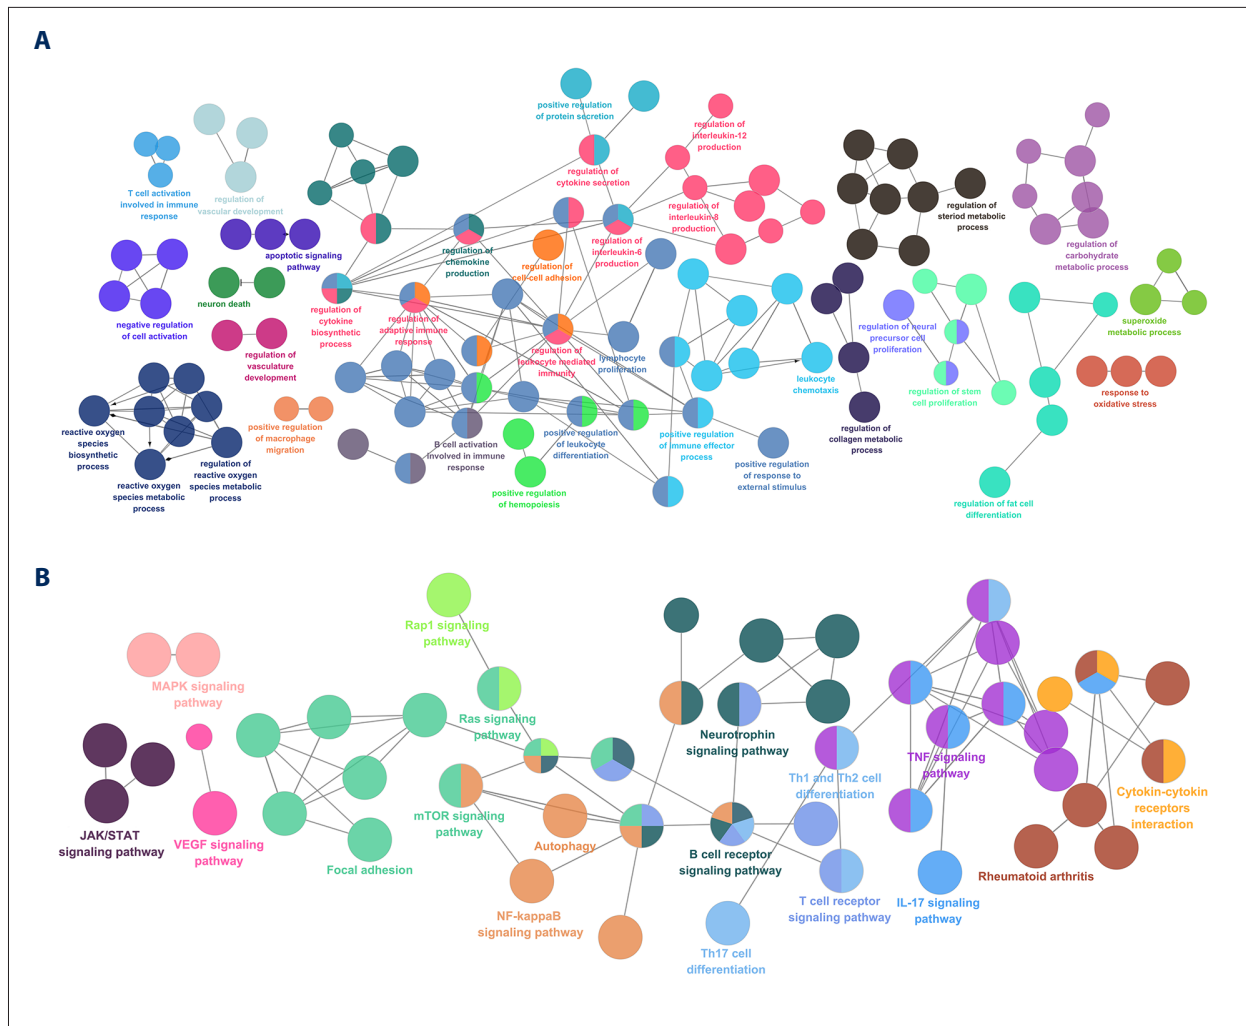 A
positive regulation
of protein secretion
regulation of
interleukin-12
production
T cell activation
involved in immune
response
regulation of
vascular development
regulation of
cytokine secretion
regulation of
interleukin-8
production
regulation of
steriod metabolic
process
apoptotic signaling
pathway
regulation of
chemokine
production
regulation of
cell-cell adhesion
regulation of
interleukin-6
production
regulation of
carbohydrate
metabolic process
neuron death
negative regulation
of cell activation
regulation of
cytokine
biosynthetic
process
regulation of
adaptive immune
response
regulation of
leukocyte mediated
immunity
lymphocyte
proliferation
leukocyte
chemotaxis
regulation of neural
precursor cell
proliferation
superoxide
metabolic process
regulation of
vasculature
development
regulation of stem
cell proliferation
response to
oxidative stress
reactive oxygen
species
biosynthetic
process
positive regulation
of macrophage
migration
regulation of
reactive oxygen
species metabolic
process
reactive oxygen
species metabolic
process
B cell activation
involved in immune
response
positive regulation
of leukocyte
differentiation
positive regulation
of immune effector
process
regulation of
collagen metabolic
process
positive regulation
of hemopoiesis
positive regulation
of response to
external stimulus
regulation of fat cell
differentiation
B
Rap1 signaling
pathway
MAPK signaling
pathway
Ras signaling
pathway
Neurotrophin
signaling pathway
TNF signaling
pathway
Th1 and Th2 cell
differentiation
Cytokin-cytokin
receptors
interaction
mTOR signaling
pathway
JAK/STAT
signaling pathway
VEGF signaling
pathway
Autophagy
B cell receptor
signaling pathway
Focal adhesion
Rheumatoid arthritis
T cell receptor
signaling pathway
IL-17 signaling
pathway
NF-kappaB
signaling pathway
Th17 cell
differentiation